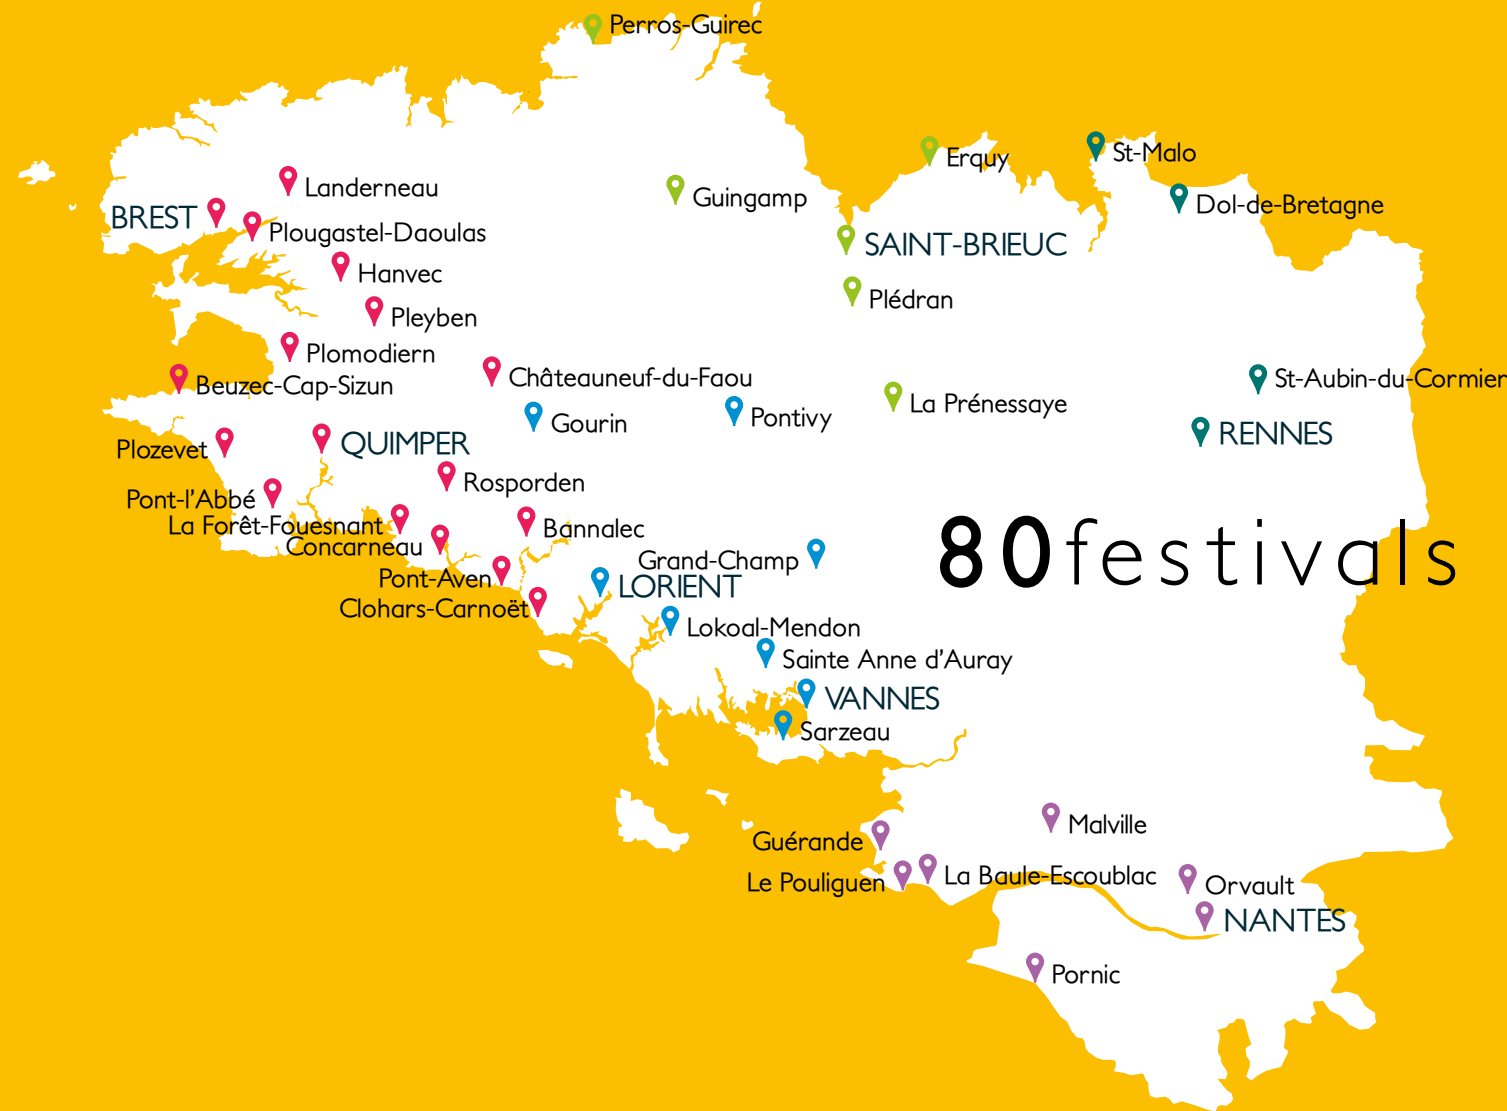 Perros-Guirec
Erquy
St-Malo
Landerneau
Guingamp
Dol-de-Bretagne
BREST
Plougastel-Daoulas
SAINT-BRIEUC
Hanvec
Plédran
Pleyben
Plomodiern
Châteauneuf-du-Faou
St-Aubin-du-Cormier
Beuzec-Cap-Sizun
La Prénessaye
Gourin
Pontivy
RENNES
Plozevet
QUIMPER
Rosporden
Pont-l'Abbé
La Forêt-Fouesnant
Bannalec
Concarneau
80festivals
Grand-Champ
Pont-Aven
LORIENT
Clohars-Carnoët
Lokoal-Mendon
Sainte Anne d'Auray
VANNES
Sarzeau
Malville
Guérande
La Baule-Escoublac
Le Pouliguen
Orvault
NANTES
Pornic